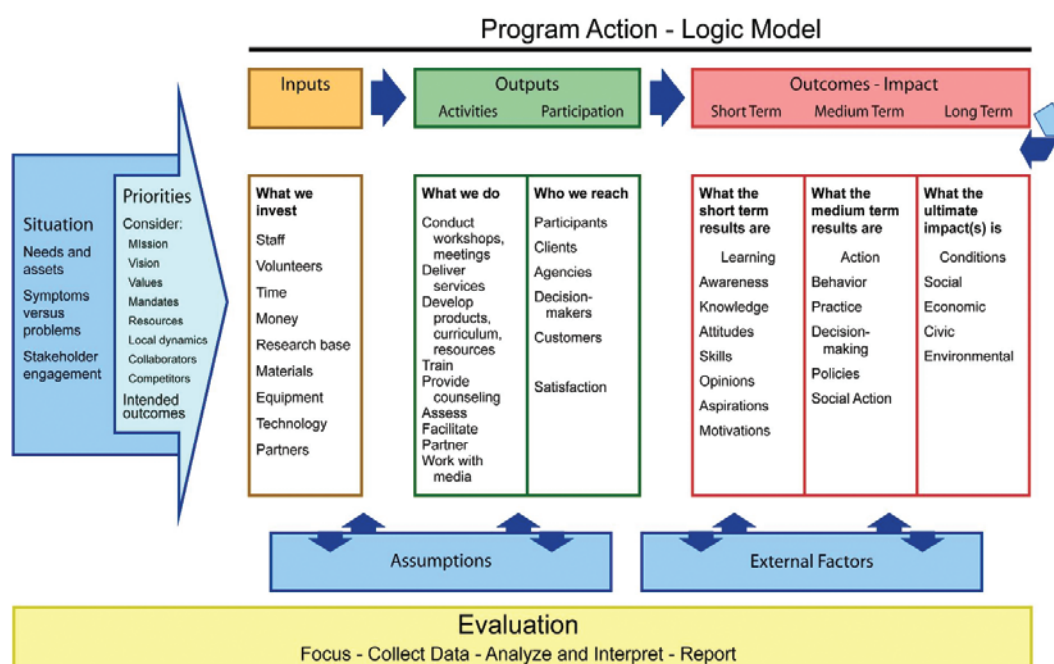 Program Action - Logic Model
Inputs
Outputs
Activities
Participation
Outcomes - Impact
Short Term
Medium Term
Long Term
Situation
Needs and
assets
Symptoms
versus
problems
Stakeholder
engagement
Priorities
Consider:
MIssion
Vision
Values
Mandates
Resources
Local dynamics
Collaborators
Competitors
Intended
outcomes
What we
invest
Staff
Volunteers
Time
Money
Research base
Materials
Equipment
Technology
Partners
What we do
Conduct
workshops,
meetings
Deliver
services
Develop
products,
curriculum,
resources
Train
Provide
counseling
Assess
Facilitate
Partner
Work with
media
Who we reach
Participants
Clients
Agencies
Decision-
makers
Customers
Satisfaction
What the
short term
results are
Learning
Awareness
Knowledge
Attitudes
Skills
Opinions
Aspirations
Motivations
What the
medium term
results are
Action
Behavior
Practice
Decision-
making
Policies
Social Action
What the
ultimate
impact(s) is
Conditions
Social
Economic
Civic
Environmental
Assumptions
External Factors
Evaluation
Focus - Collect Data - Analyze and Interpret - Report